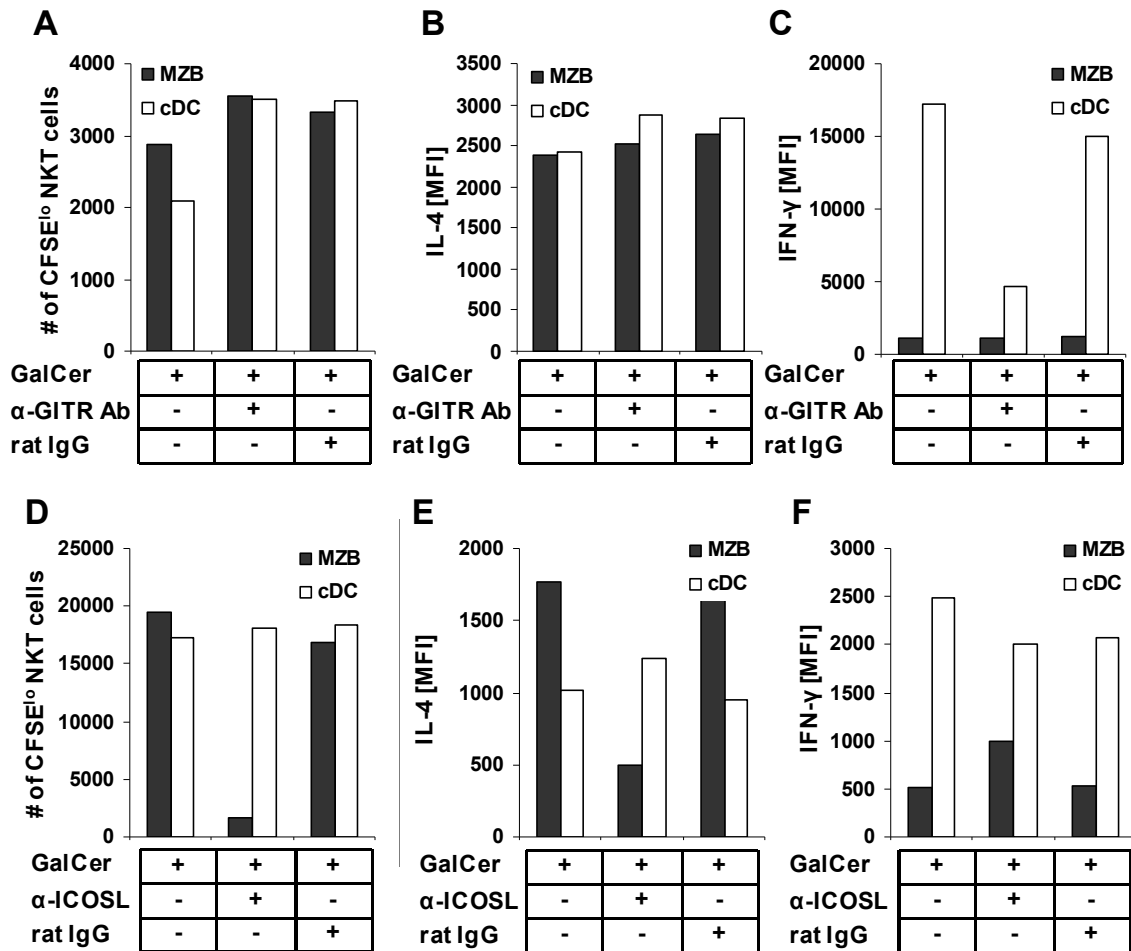 A
# of CFSElo NKT cells
4000
3000
2000
1000
0
MZB
cDC
GalCer + + +
α-GITR Ab - + -
rat IgG - - +
B
IL-4 [MFI]
3500
3000
2500
2000
1500
1000
500
0
MZB
cDC
GalCer + + +
α-GITR Ab - + -
rat IgG - - +
C
IFN-γ [MFI]
20000
15000
10000
5000
0
MZB
cDC
GalCer + + +
α-GITR Ab - + -
rat IgG - - +
D
# of CFSElo NKT cells
25000
20000
15000
10000
5000
0
MZB
cDC
GalCer + + +
α-ICOSL - + -
rat IgG - - +
E
IL-4 [MFI]
2000
1500
1000
500
0
MZB
cDC
GalCer + + +
α-ICOSL - + -
rat IgG - - +
F
IFN-γ [MFI]
3000
2500
2000
1500
1000
500
0
MZB
cDC
GalCer + + +
α-ICOSL - + -
rat IgG - - +